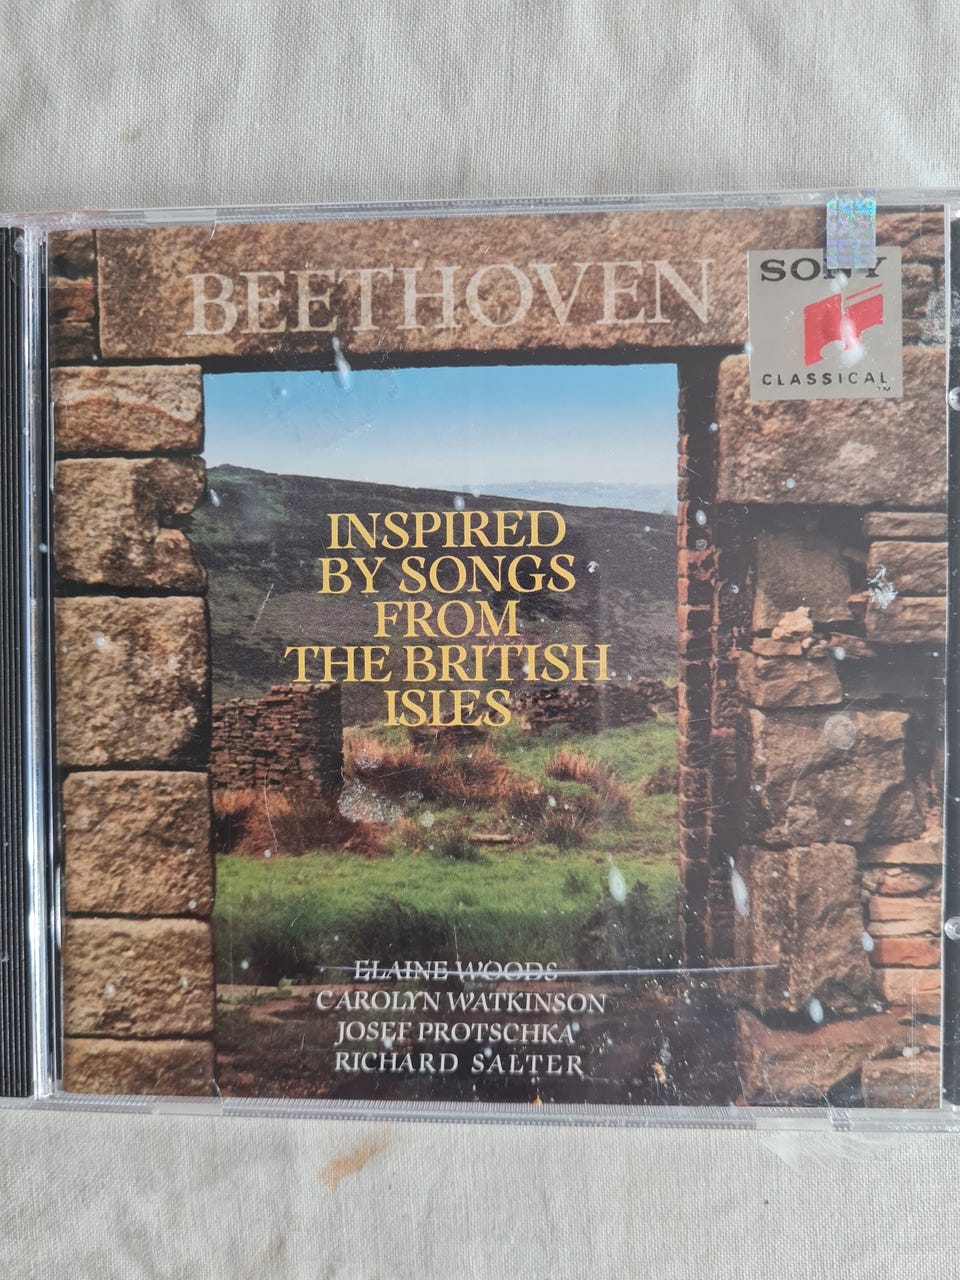 BEETHOVEN
SONY
CLASSICAL
INSPIRED
BY SONGS
FROM
THE BRITISH
ISLES
ELAINE WOODS
CAROLYN WATKINSON
JOSEF PROTSCHKA
RICHARD SALTER